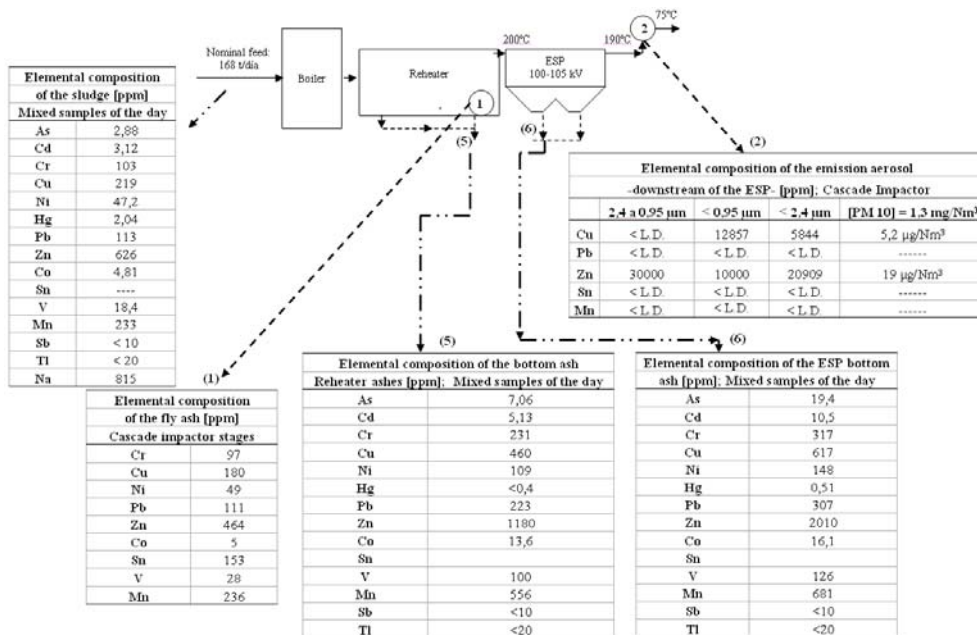 75ºC
2
200ºC
190ºC
Nominal feed:
168 t/día
Boiler
Reheater
ESP
100-105 kV
1
(5)
(6)
(2)
Elemental composition
of the sludge [ppm]
Mixed samples of the day
As 2,88
Cd 3,12
Cr 103
Cu 219
Ni 47,2
Hg 2,04
Pb 113
Zn 626
Co 4,81
Sn ----
V 18,4
Mn 233
Sb < 10
Tl < 20
Na 815
Elemental composition of the emission aerosol
-downstream of the ESP- [ppm]; Cascade Impactor
2,4 a 0,95 µm < 0,95 µm < 2,4 µm [PM 10] = 1,3 mg/Nm³
Cu < L.D. 12857 5844 5,2 µg/Nm³
Pb < L.D. < L.D. < L.D. ------
Zn 30000 10000 20909 19 µg/Nm³
Sn < L.D. < L.D. < L.D. ------
Mn < L.D. < L.D. < L.D. ------
(1)
Elemental composition
of the fly ash [ppm]
Cascade impactor stages
Cr 97
Cu 180
Ni 49
Pb 111
Zn 464
Co 5
Sn 153
V 28
Mn 236
(5)
Elemental composition of the bottom ash
Reheater ashes [ppm]; Mixed samples of the day
As 7,06
Cd 5,13
Cr 231
Cu 460
Ni 109
Hg <0,4
Pb 223
Zn 1180
Co 13,6
Sn
V 100
Mn 556
Sb <10
Tl <20
(6)
Elemental composition of the ESP bottom
ash [ppm]; Mixed samples of the day
As 19,4
Cd 10,5
Cr 317
Cu 617
Ni 148
Hg 0,51
Pb 307
Zn 2010
Co 16,1
Sn
V 126
Mn 681
Sb <10
Tl <20